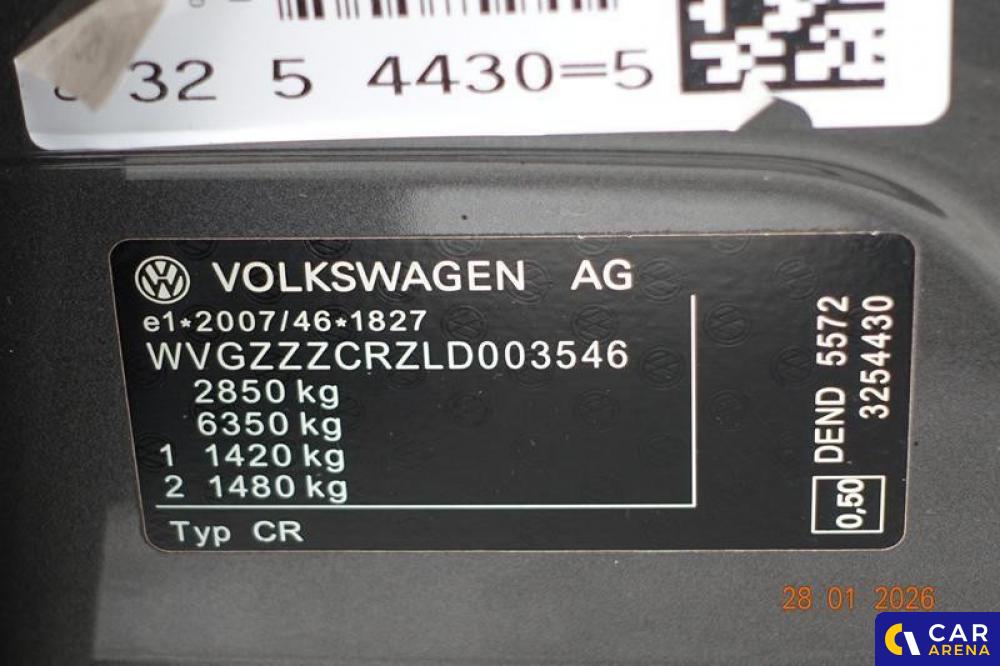 32 5 4430=5
VOLKSWAGEN AG
e1*2007/46*1827
WVGZZZCRZLD003546
2850 kg
6350 kg
1 1420 kg
2 1480 kg
Typ CR
DEND 5572
3254430
0,50
28 01 2026
CAR
ARENA